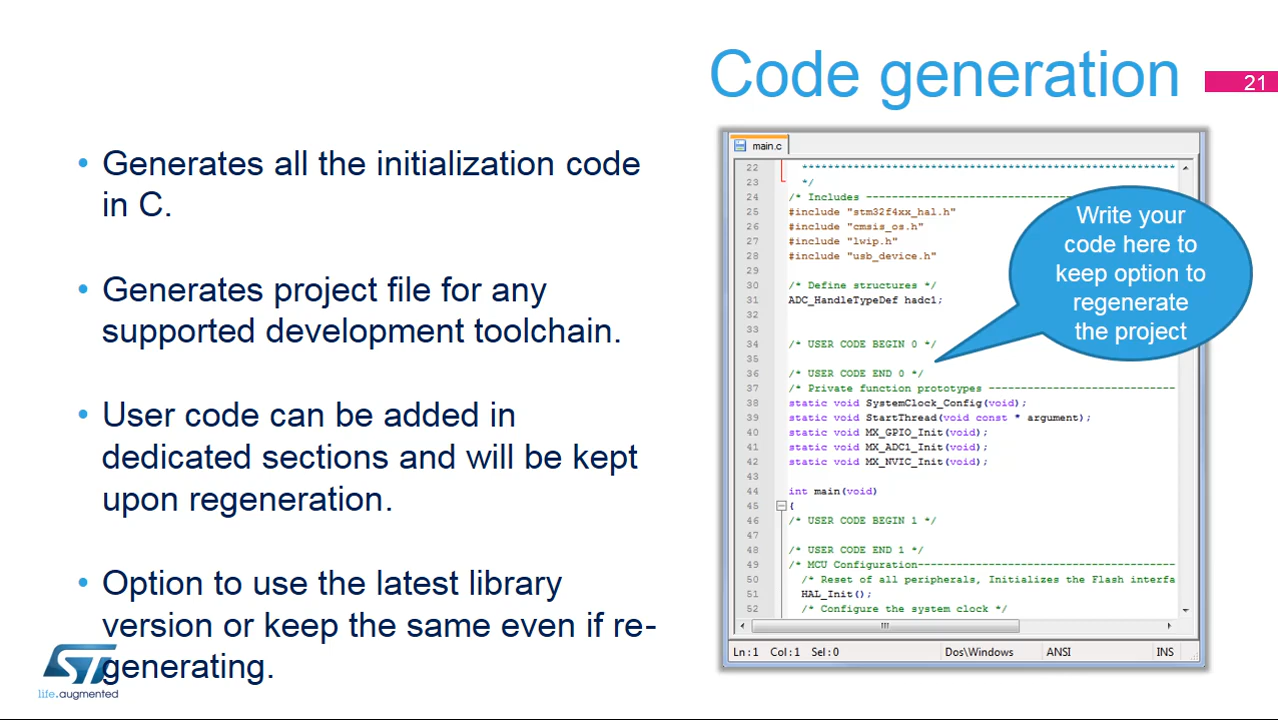 Code generation
21
• Generates all the initialization code
in C.
• Generates project file for any
supported development toolchain.
• User code can be added in
dedicated sections and will be kept
upon regeneration.
• Option to use the latest library
version or keep the same even if re-
generating.
main.c
22 ************************************************************
23 */
24 /* Includes --------------------------------
25 #include "stm32f4xx_hal.h"
26 #include "cmsis_os.h"
27 #include "lwip.h"
28 #include "usb_device.h"
29
30 /* Define structures */
31 ADC_HandleTypeDef hadc1;
32
33
34 /* USER CODE BEGIN 0 */
35
36 /* USER CODE END 0 */
37 /* Private function prototypes -----------------------------
38 static void SystemClock_Config(void);
39 static void StartThread(void const * argument);
40 static void MX_GPIO_Init(void);
41 static void MX_ADC1_Init(void);
42 static void MX_NVIC_Init(void);
43
44 int main(void)
45 {
46 /* USER CODE BEGIN 1 */
47
48 /* USER CODE END 1 */
49 /* MCU Configuration----------------------------------------
50 /* Reset of all peripherals, Initializes the Flash interfa
51 HAL_Init();
52 /* Configure the system clock */
Write your
code here to
keep option to
regenerate
the project
Ln:1 Col:1 Sel:0 Dos\Windows ANSI INS
ST
life.augmented